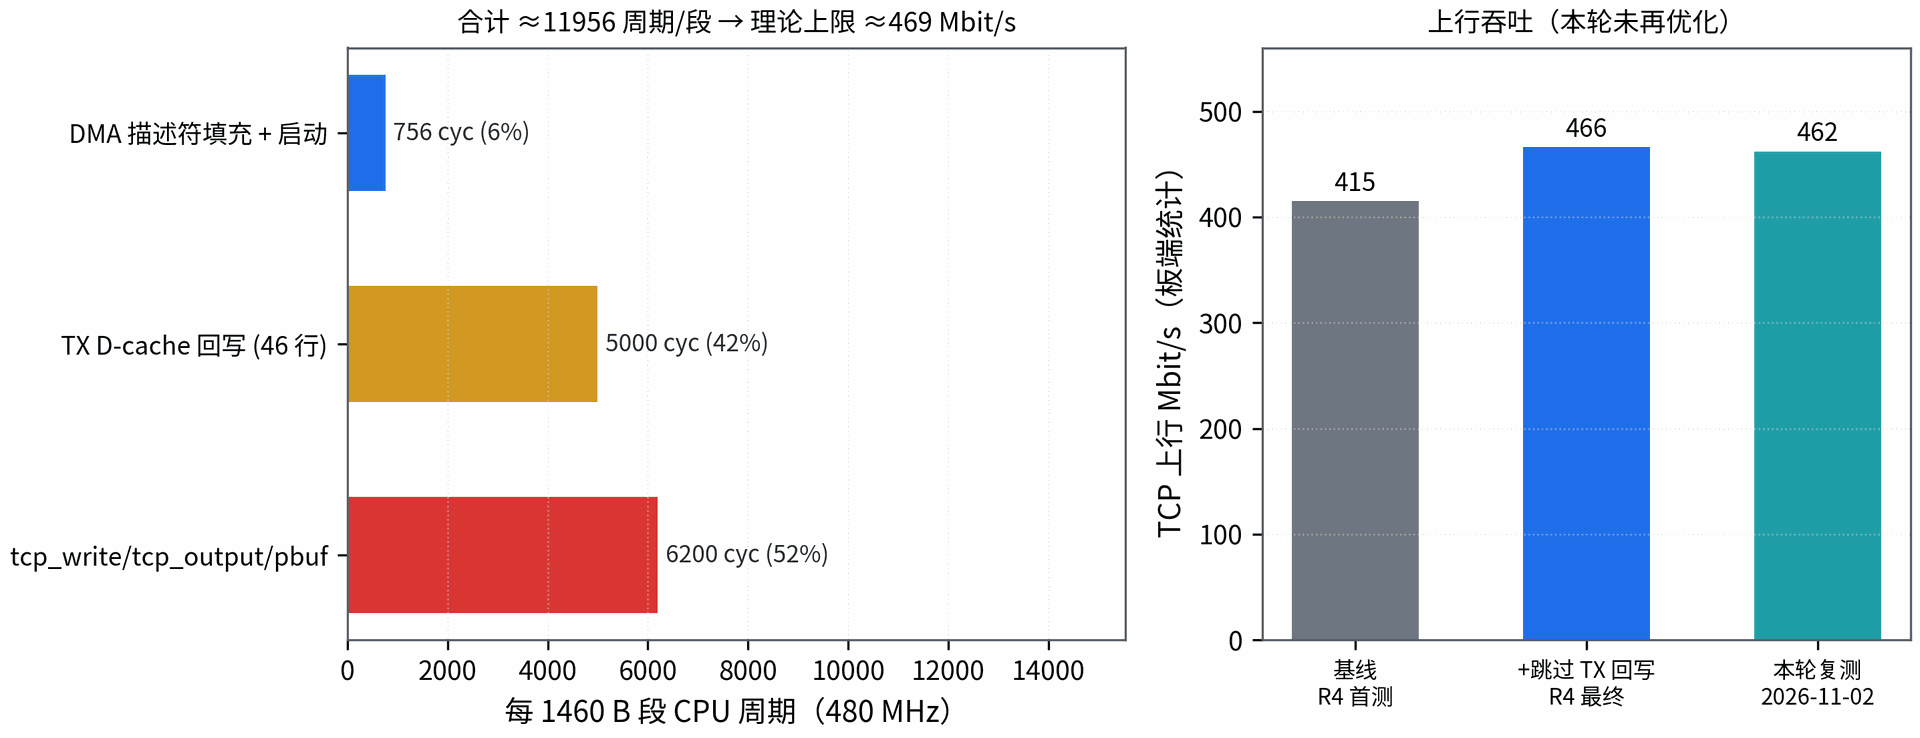 合计 ≈11956 周期/段 → 理论上限 ≈469 Mbit/s
DMA 描述符填充 + 启动
756 cyc (6%)
TX D-cache 回写 (46 行)
5000 cyc (42%)
tcp_write/tcp_output/pbuf
6200 cyc (52%)
0 2000 4000 6000 8000 10000 12000 14000
每 1460 B 段 CPU 周期（480 MHz）
上行吞吐（本轮未再优化）
TCP 上行 Mbit/s（板端统计）
500
400
300
200
100
0
415
466
462
基线
R4 首测
+跳过 TX 回写
R4 最终
本轮复测
2026-11-02